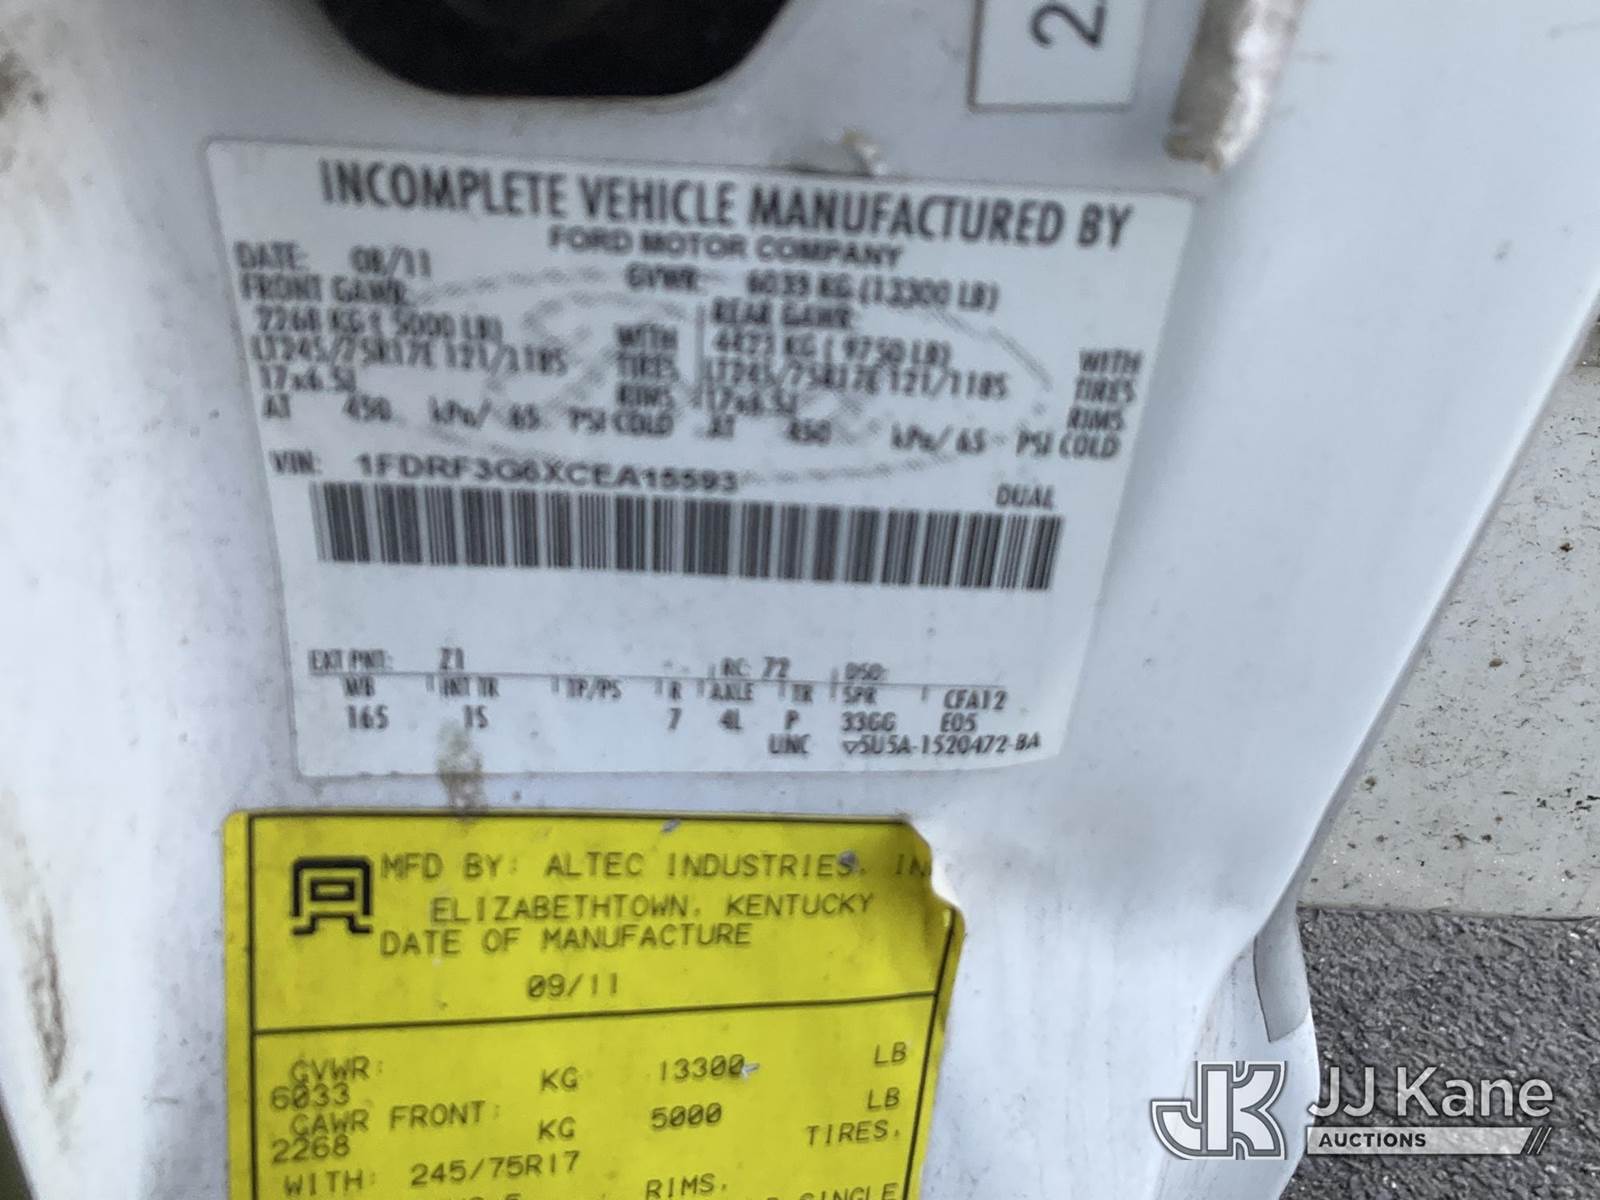 2
INCOMPLETE VEHICLE MANUFACTURED BY
FORD MOTOR COMPANY
DATE: 08/11 GVWR: 6033 KG (13300 LB)
FRONT GAWR: REAR GAWR:
2268 KG ( 5000 LB) WITH 4423 KG ( 9750 LB) WITH
LT245/75R17E 121/118S TIRES LT245/75R17E 121/118S TIRES
17x6.5J RIMS 17x6.5J RIMS
AT 450 kPa/ 65 PSI COLD AT 450 kPa/ 65 PSI COLD
VIN: 1FDRF3G6XCEA15593 DUAL
EXT PNT: Z1 RC: 72 DSO:
WB INT TR TP/PS R AXLE TR SPR CFA12
165 1S 7 4L P 33GG E05
UNC ▽5U5A-1520472-BA
MFD BY: ALTEC INDUSTRIES,
ELIZABETHTOWN, KENTUCKY
DATE OF MANUFACTURE
09/11
GVWR: KG 13300 LB
6033
GAWR FRONT: KG 5000 LB
2268
WITH: 245/75R17 TIRES,
RIMS,
SINGLE
JK JJ Kane
AUCTIONS